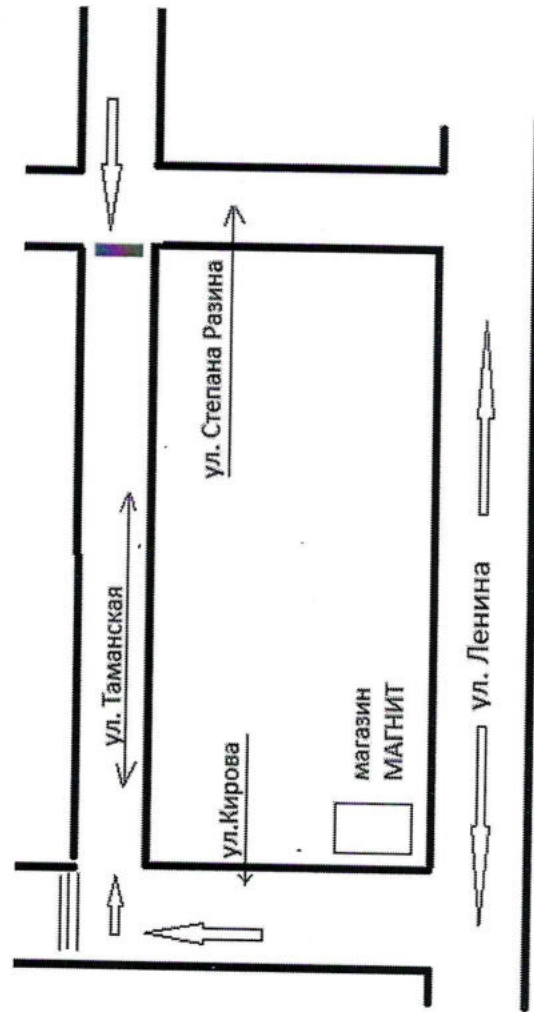 ул. Таманская
ул. Степана Разина
ул.Кирова
магазин
МАГНИТ
ул. Ленина